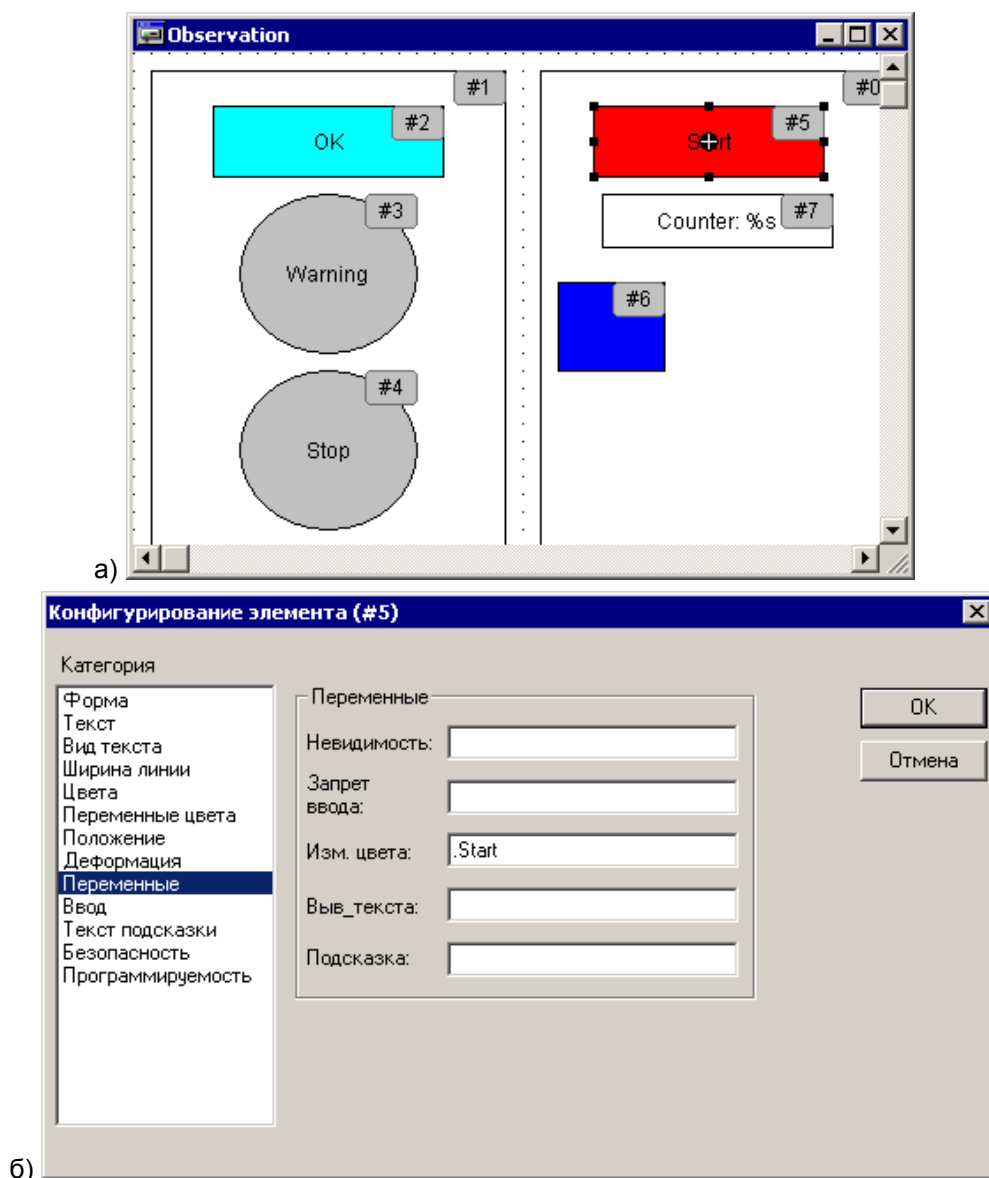 Observation
#1
#0
#2
OK
#5
Start
#3
Warning
#7
Counter: %s
#6
#4
Stop
а)
Конфигурирование элемента (#5)
Категория
Форма
Текст
Вид текста
Ширина линии
Цвета
Переменные цвета
Положение
Деформация
Переменные
Ввод
Текст подсказки
Безопасность
Программируемость
Переменные
Невидимость:
Запрет
ввода:
Изм. цвета: .Start
Выв_текста:
Подсказка:
OK
Отмена
б)